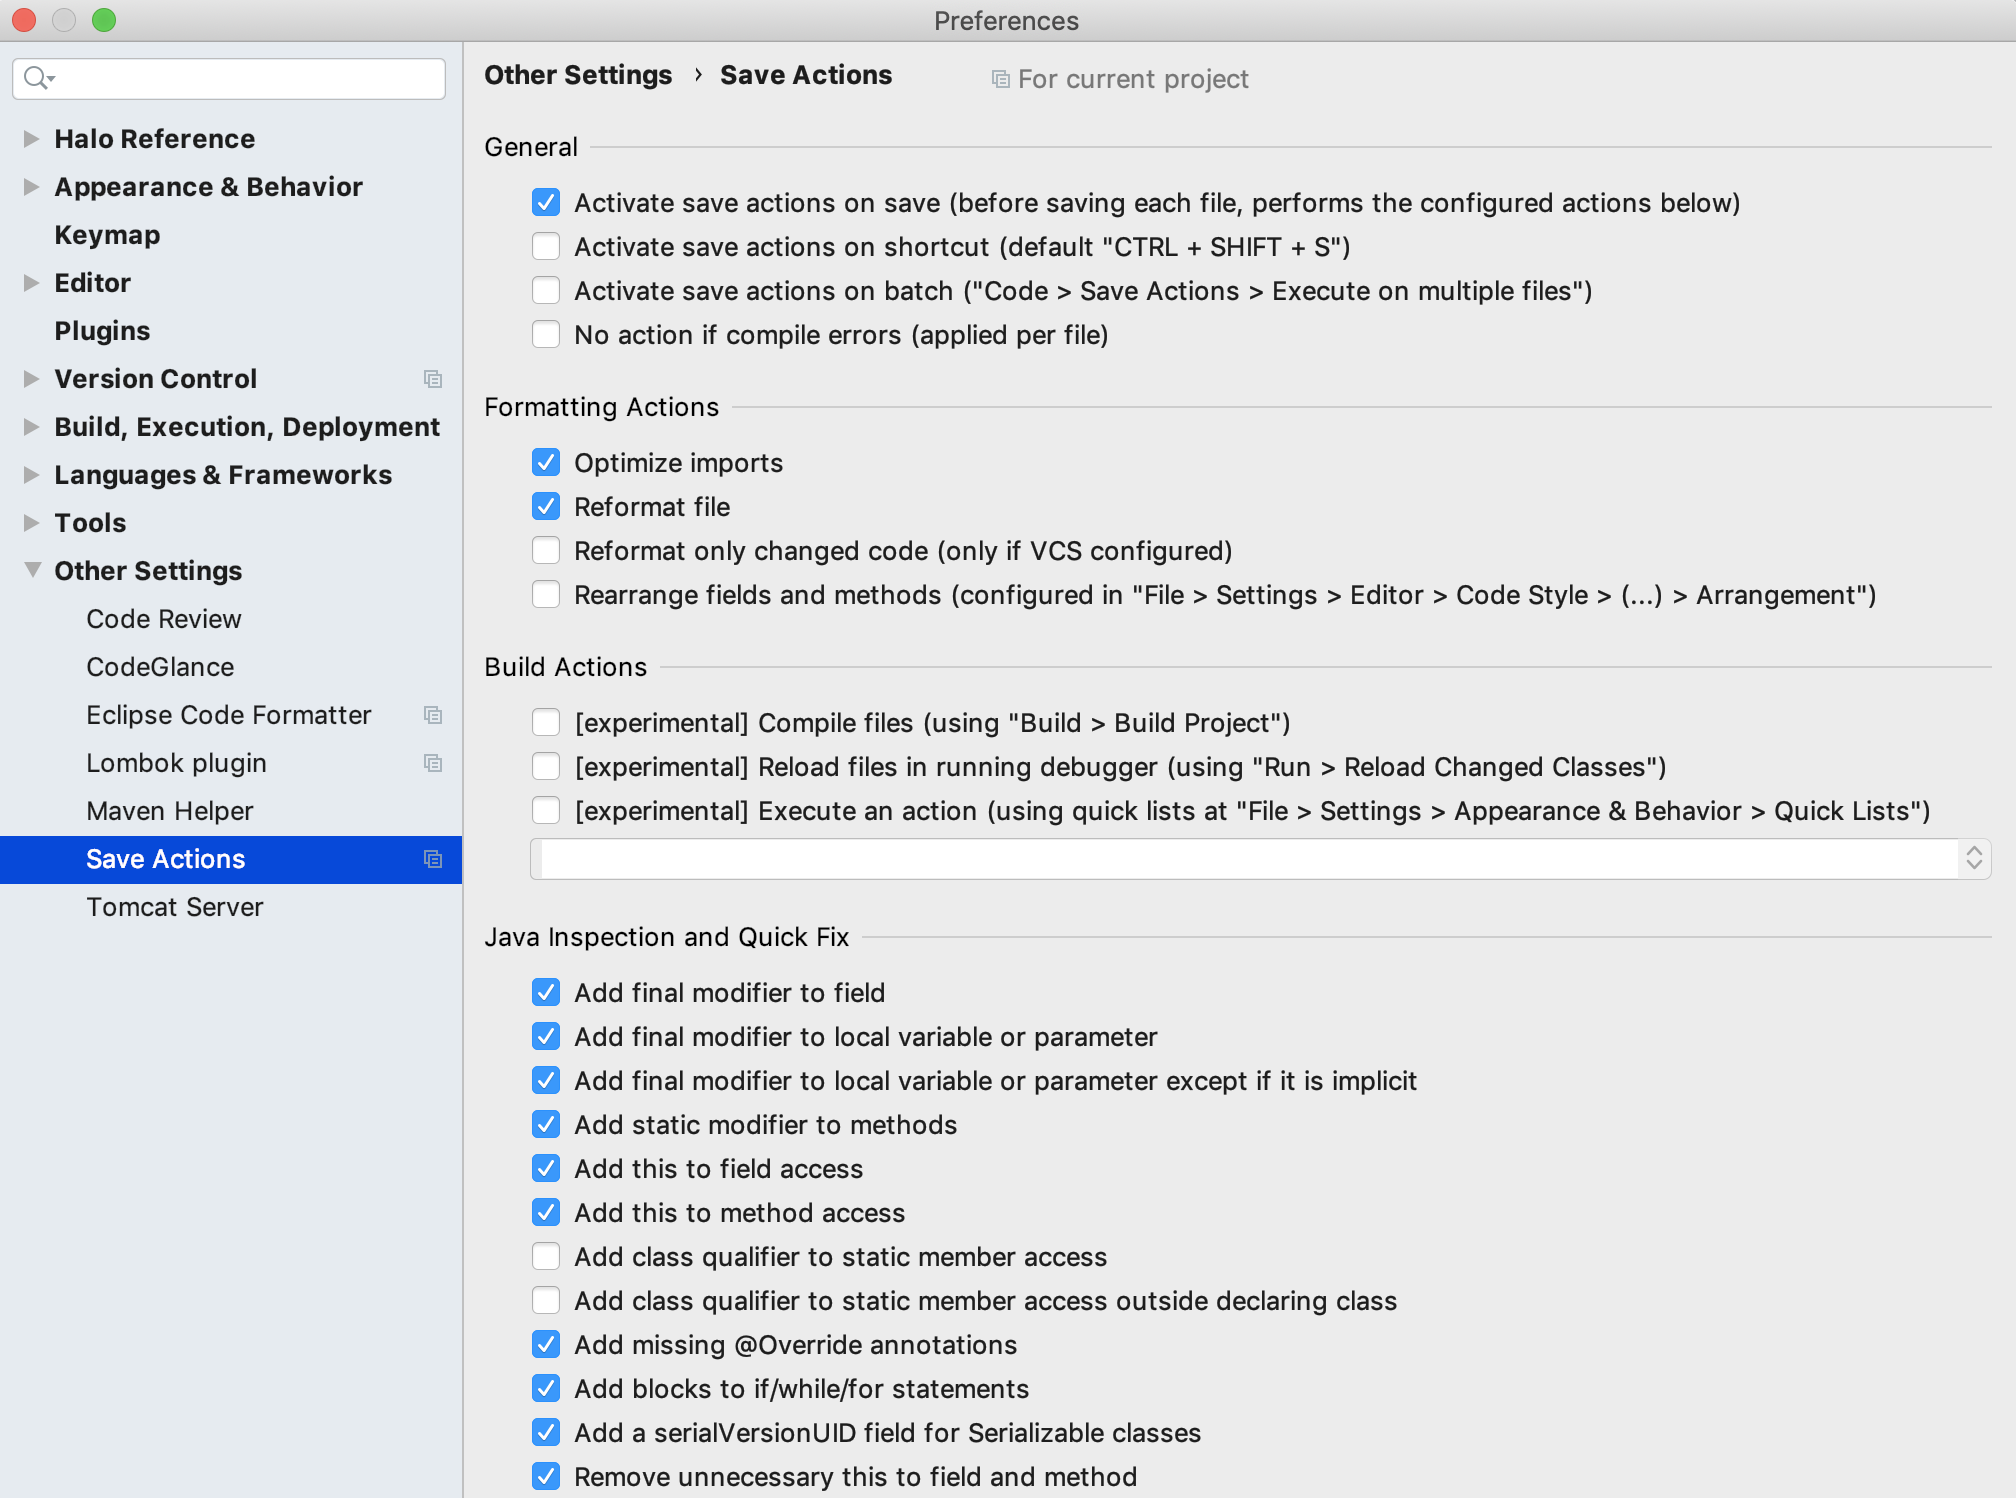 Preferences
Halo Reference
Appearance & Behavior
Keymap
Editor
Plugins
Version Control
Build, Execution, Deployment
Languages & Frameworks
Tools
Other Settings
Code Review
CodeGlance
Eclipse Code Formatter
Lombok plugin
Maven Helper
Save Actions
Tomcat Server
Other Settings › Save Actions For current project
General
Activate save actions on save (before saving each file, performs the configured actions below)
Activate save actions on shortcut (default "CTRL + SHIFT + S")
Activate save actions on batch ("Code > Save Actions > Execute on multiple files")
No action if compile errors (applied per file)
Formatting Actions
Optimize imports
Reformat file
Reformat only changed code (only if VCS configured)
Rearrange fields and methods (configured in "File > Settings > Editor > Code Style > (...) > Arrangement")
Build Actions
[experimental] Compile files (using "Build > Build Project")
[experimental] Reload files in running debugger (using "Run > Reload Changed Classes")
[experimental] Execute an action (using quick lists at "File > Settings > Appearance & Behavior > Quick Lists")
Java Inspection and Quick Fix
Add final modifier to field
Add final modifier to local variable or parameter
Add final modifier to local variable or parameter except if it is implicit
Add static modifier to methods
Add this to field access
Add this to method access
Add class qualifier to static member access
Add class qualifier to static member access outside declaring class
Add missing @Override annotations
Add blocks to if/while/for statements
Add a serialVersionUID field for Serializable classes
Remove unnecessary this to field and method